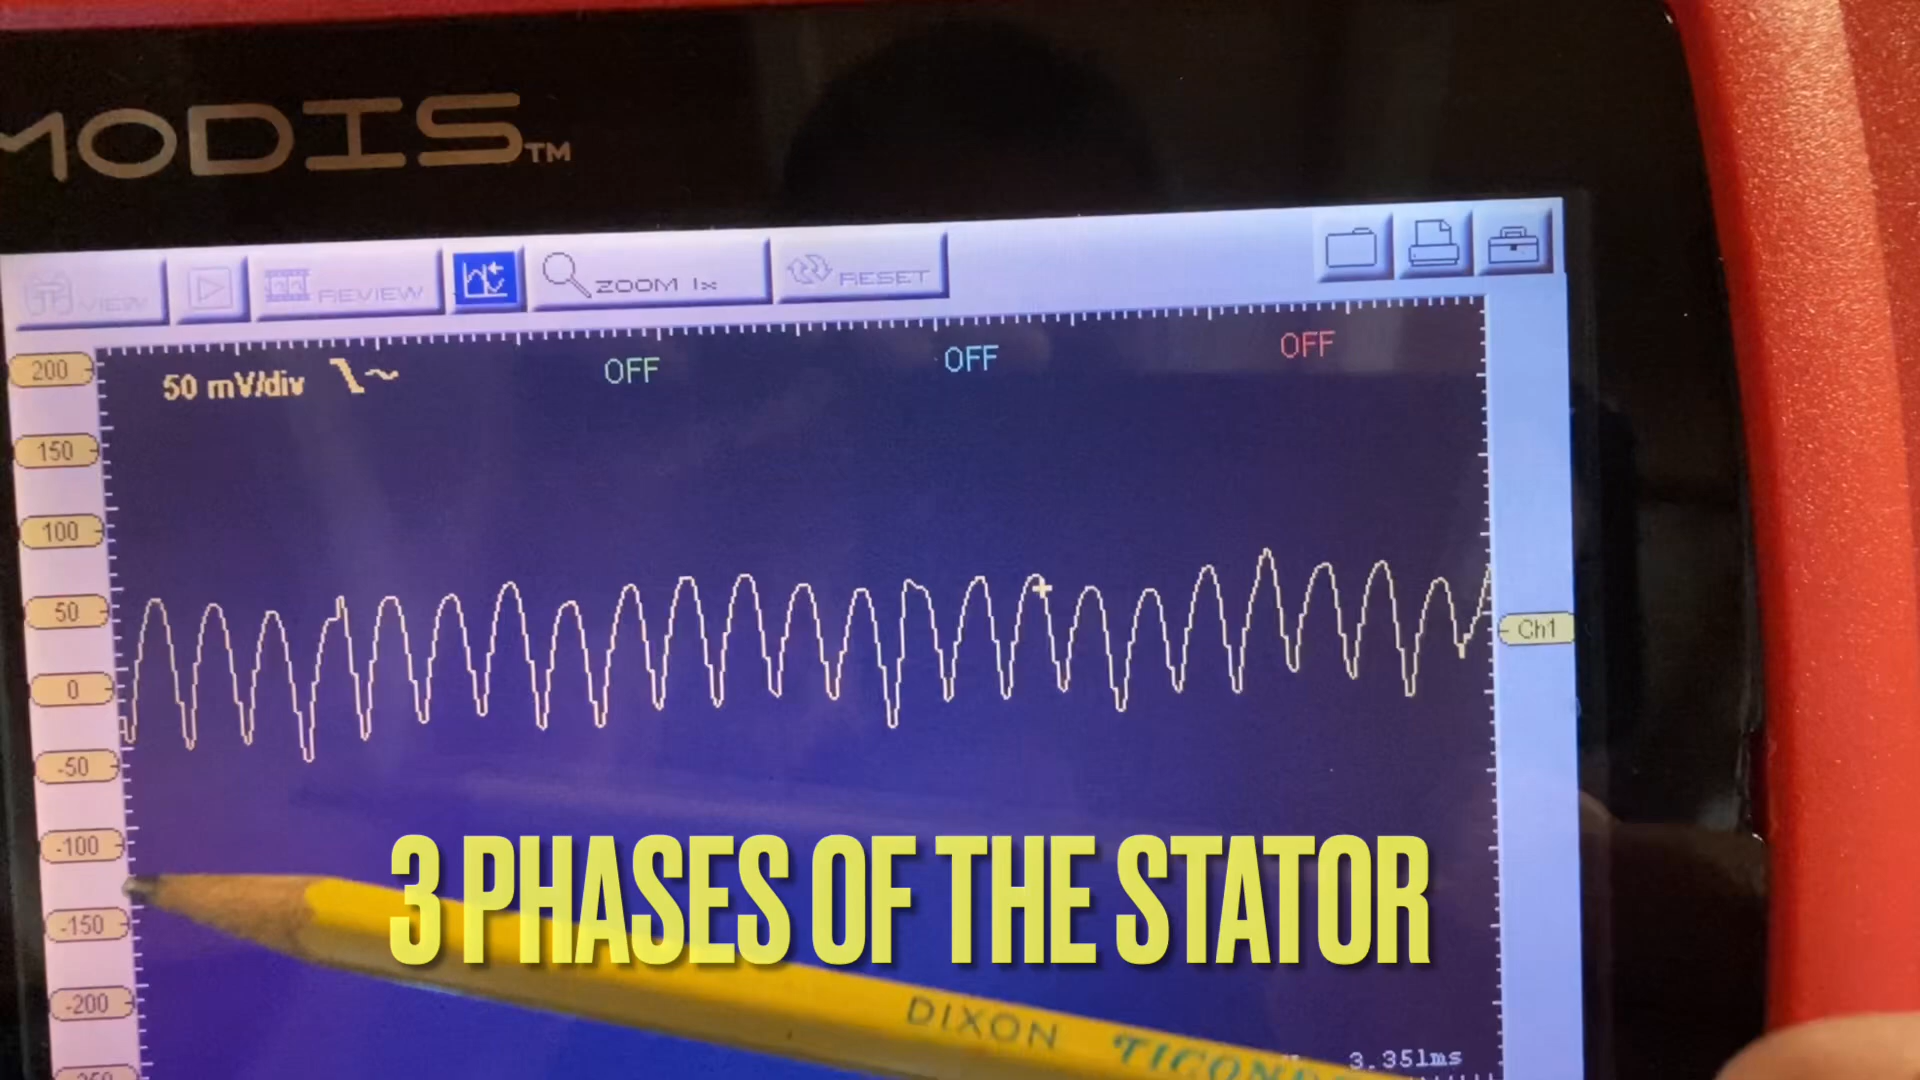 MODIS™
VIEW
REVIEW
ZOOM 1x
RESET
50 mV/div
OFF
OFF
OFF
200
150
100
50
0
-50
-100
-150
-200
Ch1
3 PHASES OF THE STATOR
DIXON
3.351ms